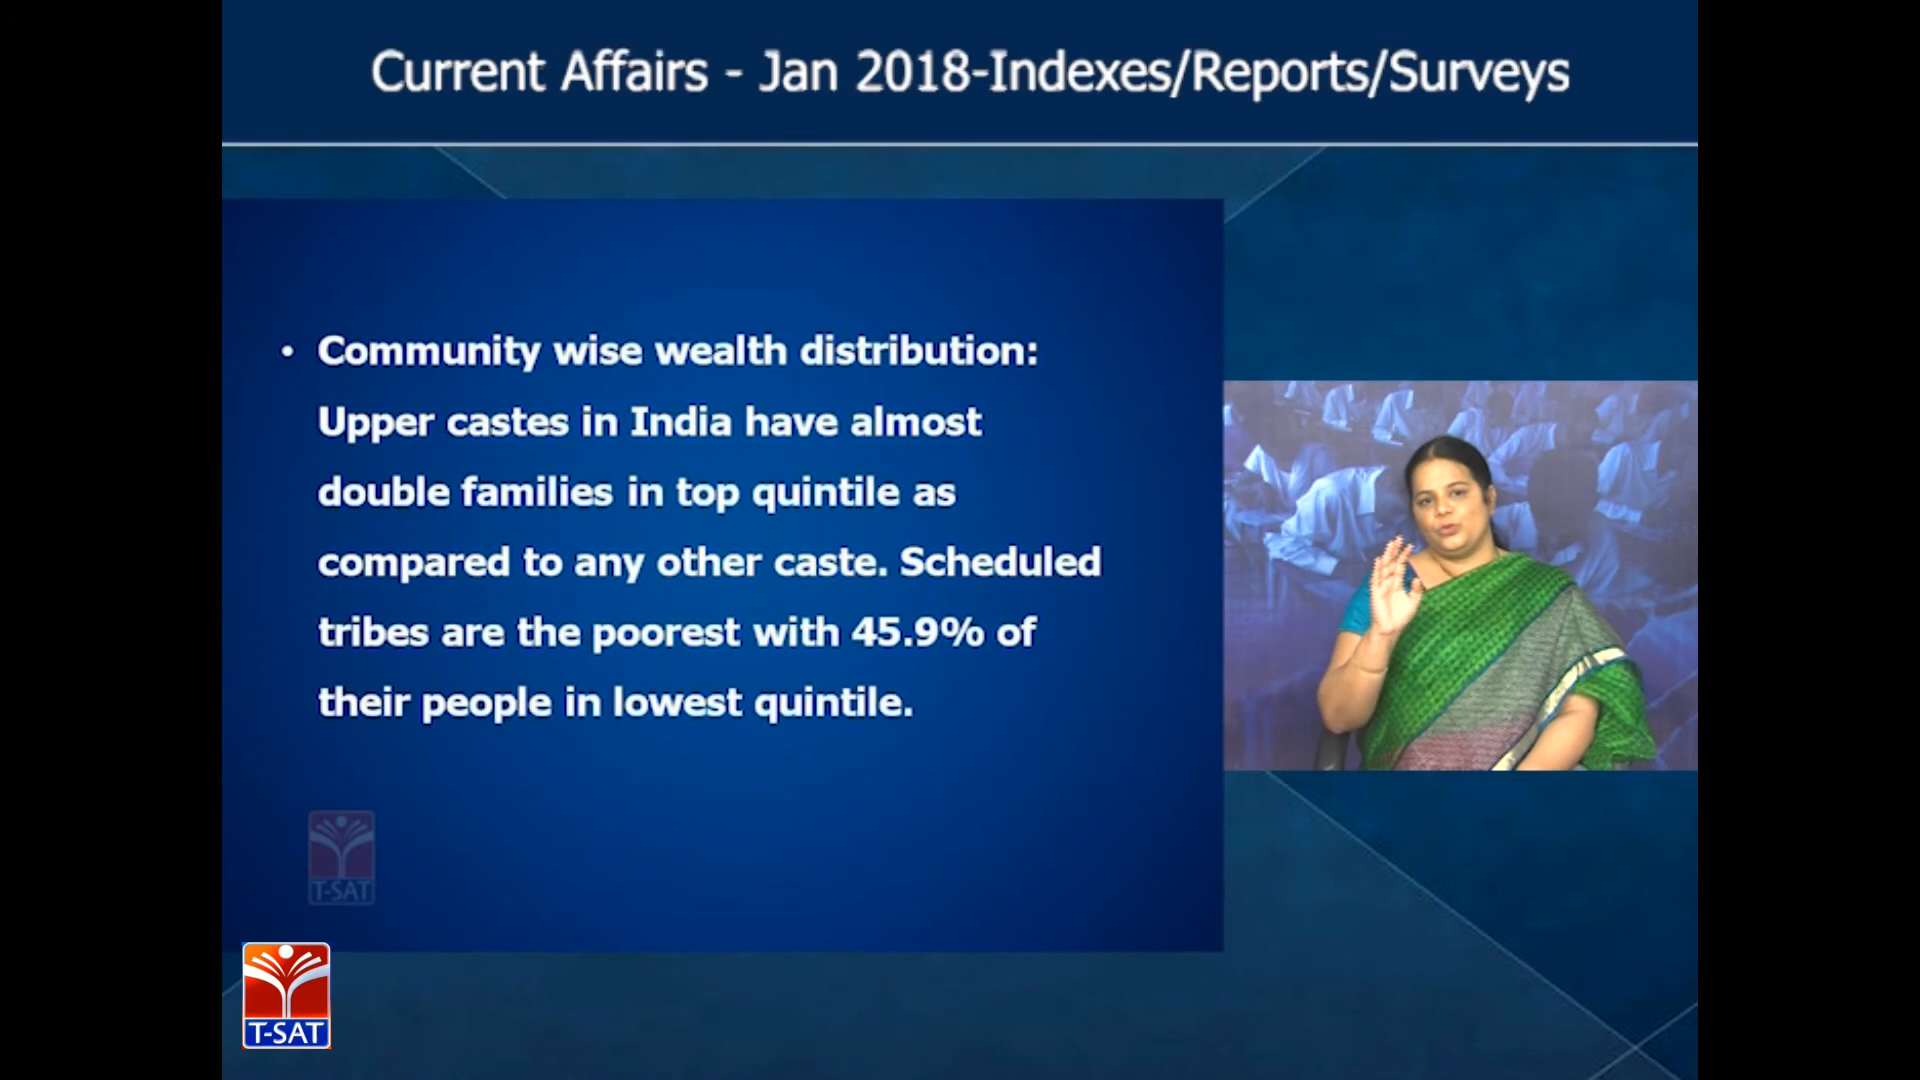 Current Affairs - Jan 2018-Indexes/Reports/Surveys
• Community wise wealth distribution:
Upper castes in India have almost
double families in top quintile as
compared to any other caste. Scheduled
tribes are the poorest with 45.9% of
their people in lowest quintile.
T-SAT
T-SAT